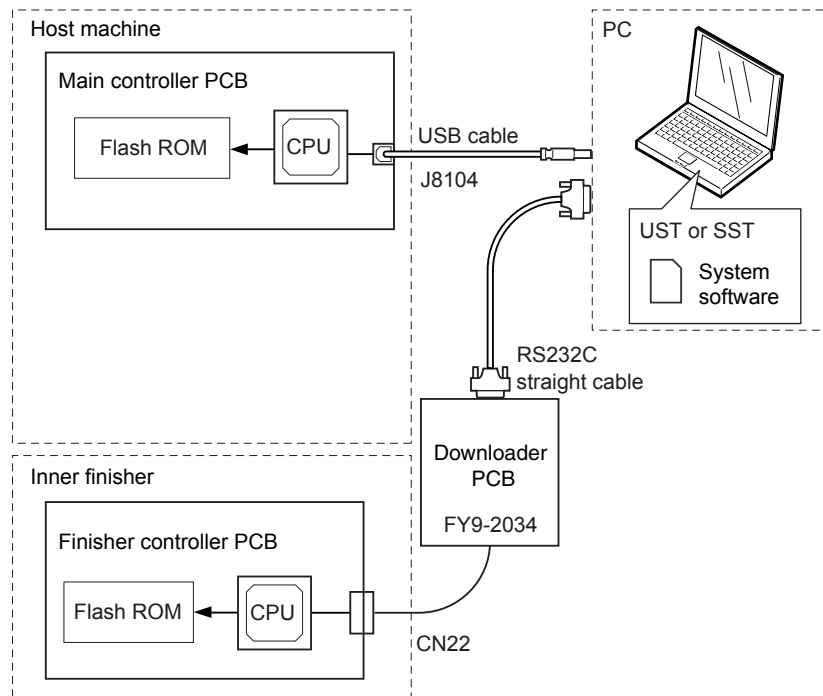 Host machine
Main controller PCB
Flash ROM
CPU
USB cable
J8104
PC
UST or SST
System
software
RS232C
straight cable
Downloader
PCB
FY9-2034
Inner finisher
Finisher controller PCB
Flash ROM
CPU
CN22